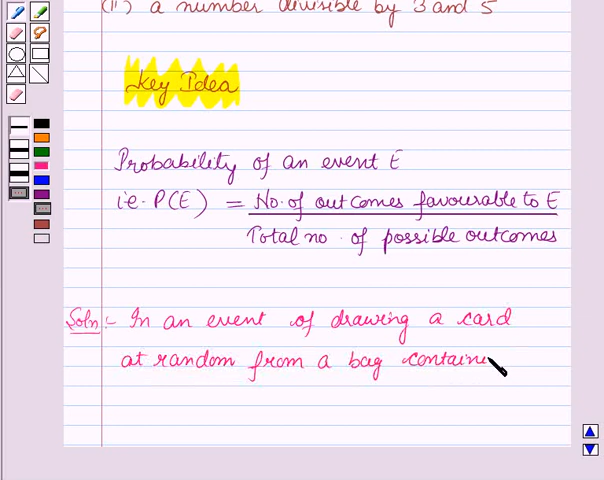 (ii) a number divisible by 3 and 5
Key Idea
Probability of an event E
i.e. P(E) = No. of outcomes favourable to E
Total no. of possible outcomes
Soln:- In an event of drawing a card
at random from a bag containe